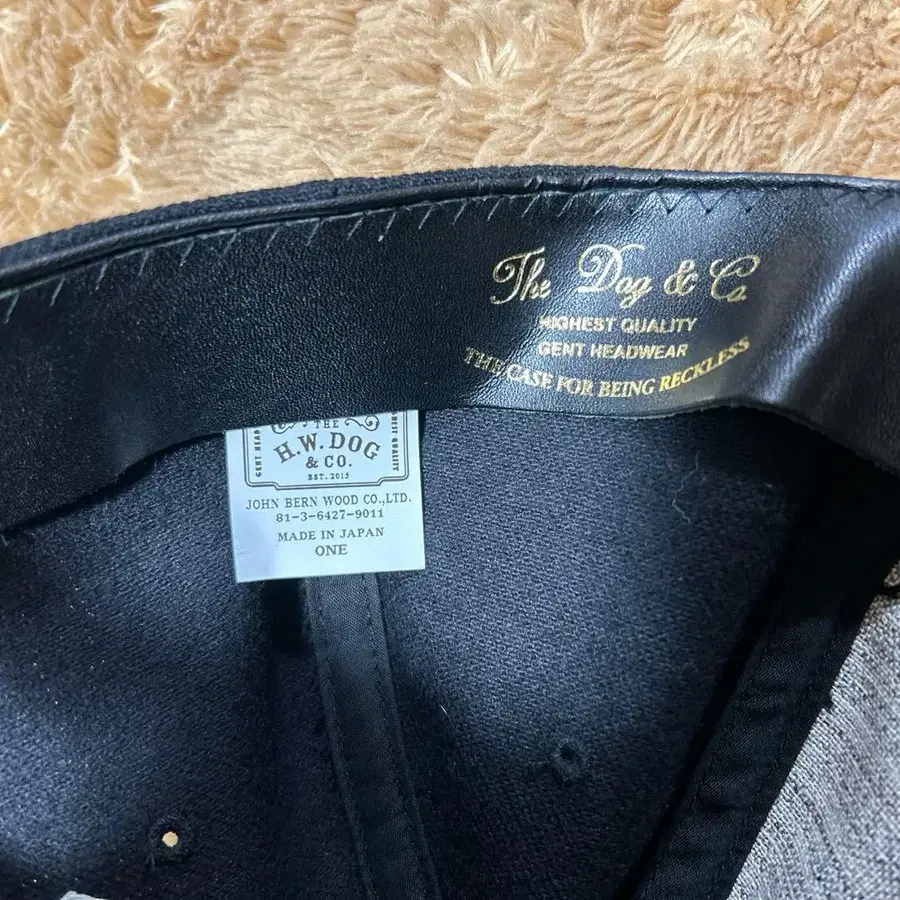 The Dog & Co
HIGHEST QUALITY
GENT HEADWEAR
THE CASE FOR BEING RECKLESS
THE
H.W. DOG
& CO.
EST. 2015
GENT HEAD
HEST QUALITY
JOHN BERN WOOD CO.,LTD.
81-3-6427-9011
MADE IN JAPAN
ONE